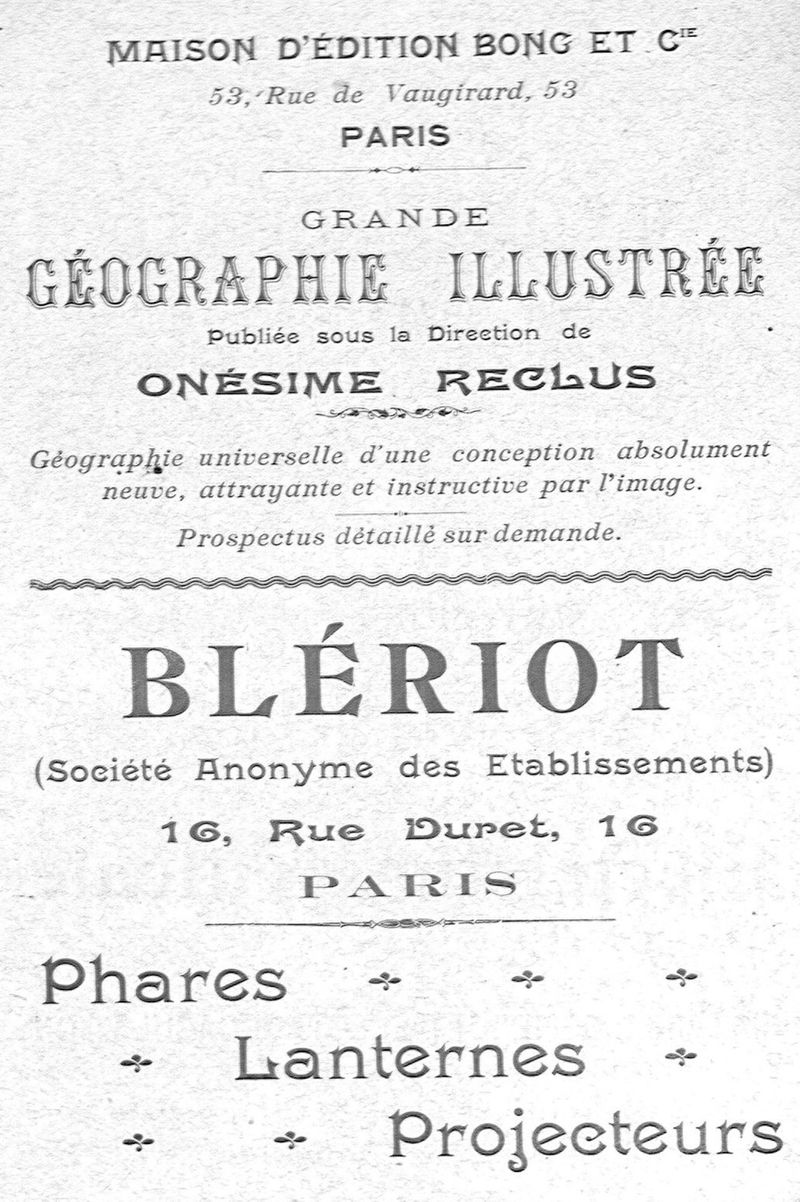 MAISON D'ÉDITION BONG ET CIE
53, Rue de Vaugirard, 53
PARIS
GRANDE
GÉOGRAPHIE ILLUSTRÉE
Publiée sous la Direction de
ONÉSIME RECLUS
Géographie universelle d'une conception absolument
neuve, attrayante et instructive par l'image.
Prospectus détaillé sur demande.
BLÉRIOT
(Société Anonyme des Etablissements)
16, Rue Duret, 16
PARIS
Phares
Lanternes
Projecteurs